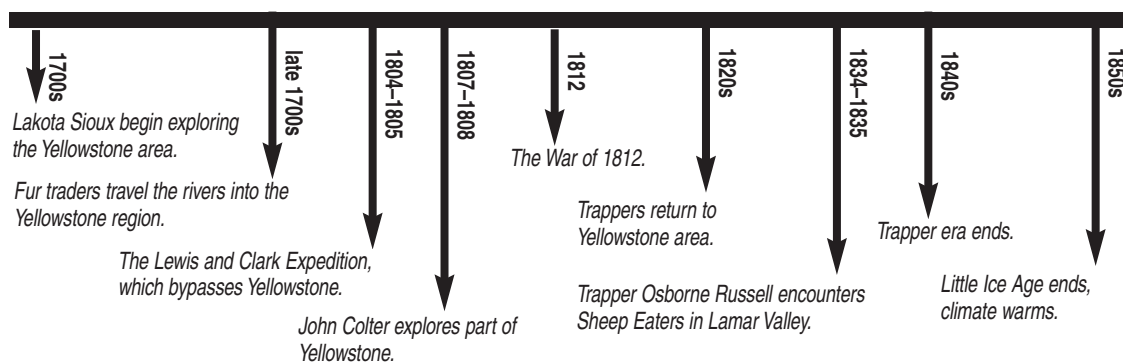 1700s
Lakota Sioux begin exploring
the Yellowstone area.
late 1700s
Fur traders travel the rivers into the
Yellowstone region.
1804–1805
The Lewis and Clark Expedition,
which bypasses Yellowstone.
1807–1808
John Colter explores part of
Yellowstone.
1812
The War of 1812.
1820s
Trappers return to
Yellowstone area.
1834–1835
Trapper Osborne Russell encounters
Sheep Eaters in Lamar Valley.
1840s
Trapper era ends.
1850s
Little Ice Age ends,
climate warms.